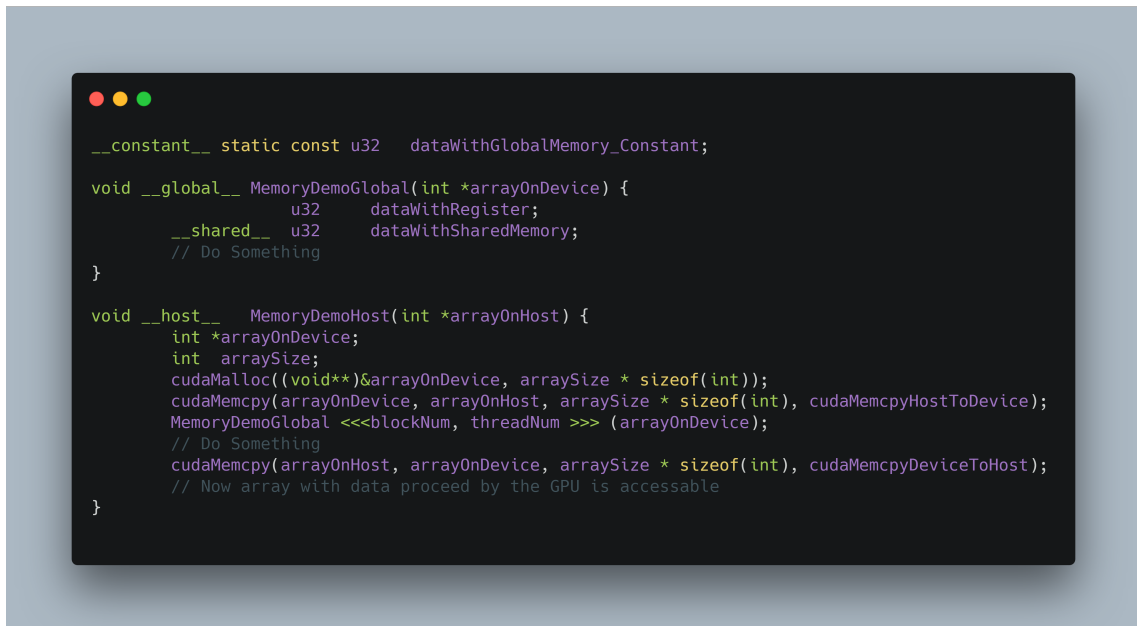 __constant__ static const u32   dataWithGlobalMemory_Constant;

void __global__ MemoryDemoGlobal(int *arrayOnDevice) {
                    u32     dataWithRegister;
        __shared__  u32     dataWithSharedMemory;
        // Do Something
}

void __host__   MemoryDemoHost(int *arrayOnHost) {
        int *arrayOnDevice;
        int  arraySize;
        cudaMalloc((void**)&arrayOnDevice, arraySize * sizeof(int));
        cudaMemcpy(arrayOnDevice, arrayOnHost, arraySize * sizeof(int), cudaMemcpyHostToDevice);
        MemoryDemoGlobal <<<blockNum, threadNum >>> (arrayOnDevice);
        // Do Something
        cudaMemcpy(arrayOnHost, arrayOnDevice, arraySize * sizeof(int), cudaMemcpyDeviceToHost);
        // Now array with data proceed by the GPU is accessable
}